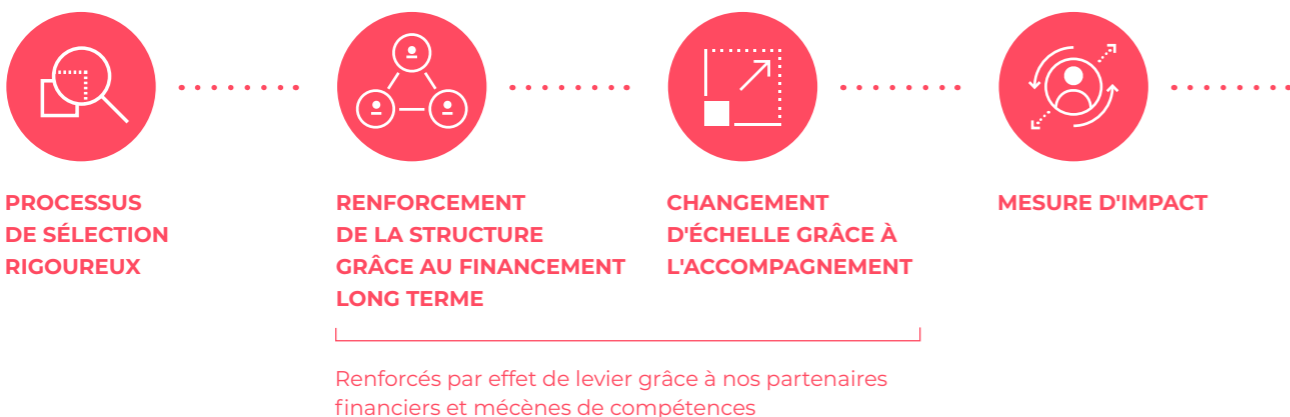 PROCESSUS
DE SÉLECTION
RIGOUREUX
RENFORCEMENT
DE LA STRUCTURE
GRÂCE AU FINANCEMENT
LONG TERME
CHANGEMENT
D'ÉCHELLE GRÂCE À
L'ACCOMPAGNEMENT
MESURE D'IMPACT
Renforcés par effet de levier grâce à nos partenaires
financiers et mécènes de compétences